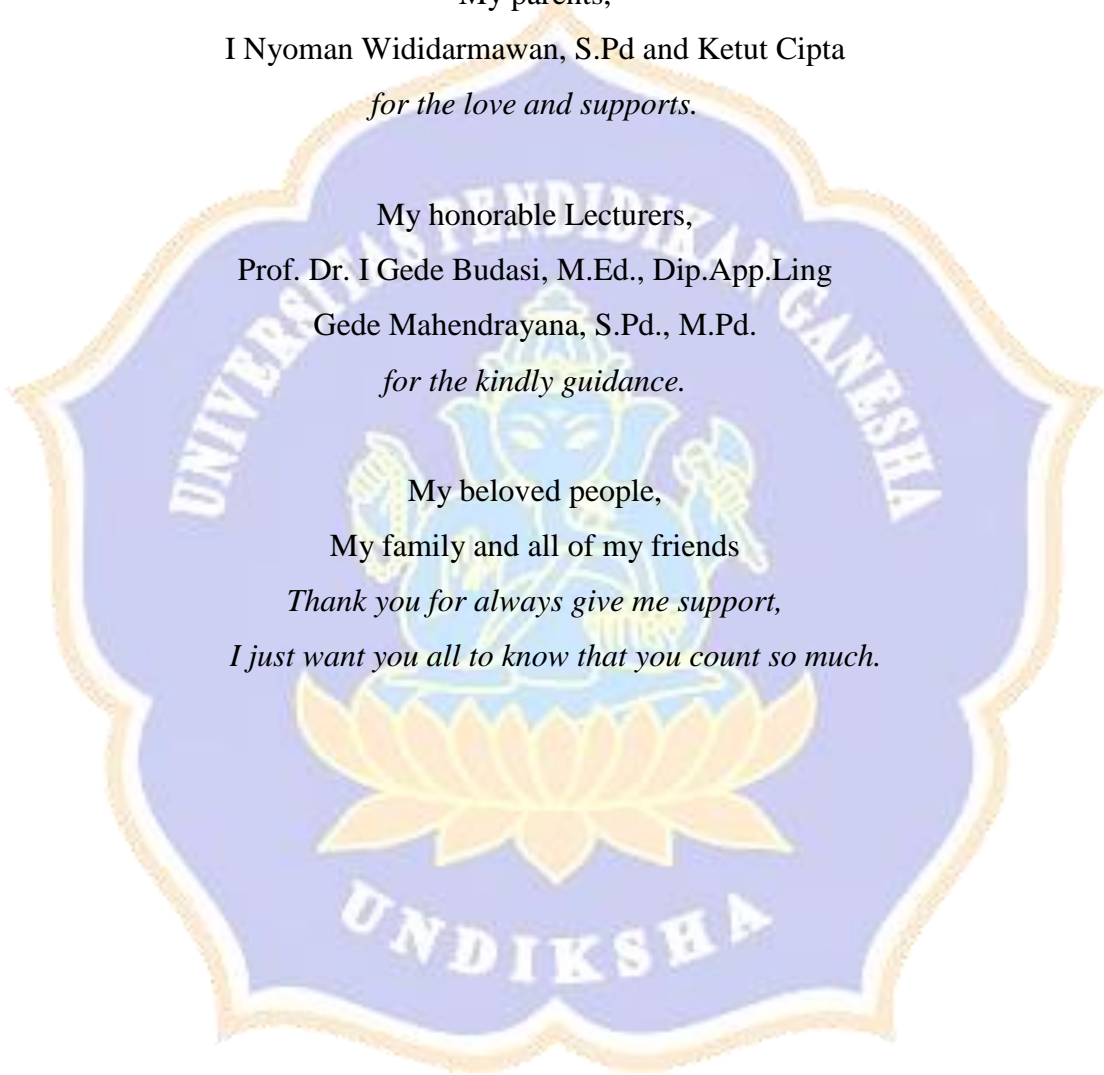 My parents,
I Nyoman Wididarmawan, S.Pd and Ketut Cipta
for the love and supports.
My honorable Lecturers,
Prof. Dr. I Gede Budasi, M.Ed., Dip.App.Ling
Gede Mahendrayana, S.Pd., M.Pd.
for the kindly guidance.
My beloved people,
My family and all of my friends
Thank you for always give me support,
I just want you all to know that you count so much.
UNIVERSITAS PENDIDIKAN GANESHA
UNDIKSHA